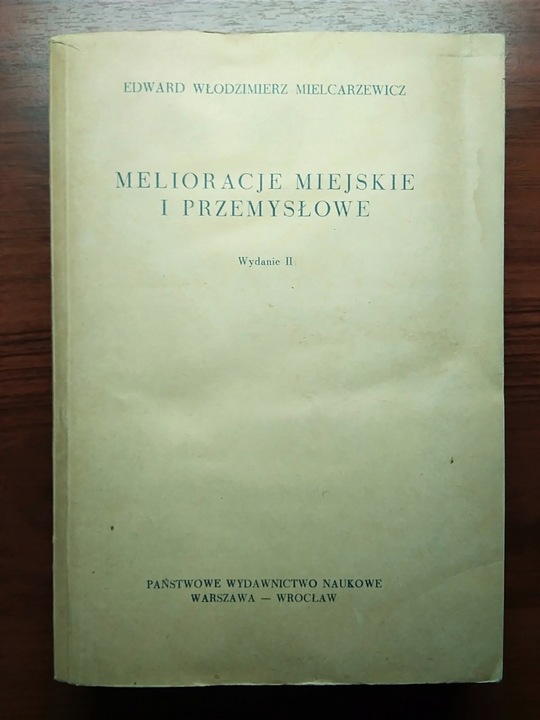 EDWARD WŁODZIMIERZ MIELCARZEWICZ
MELIORACJE MIEJSKIE
I PRZEMYSŁOWE
Wydanie II
PAŃSTWOWE WYDAWNICTWO NAUKOWE
WARSZAWA — WROCŁAW